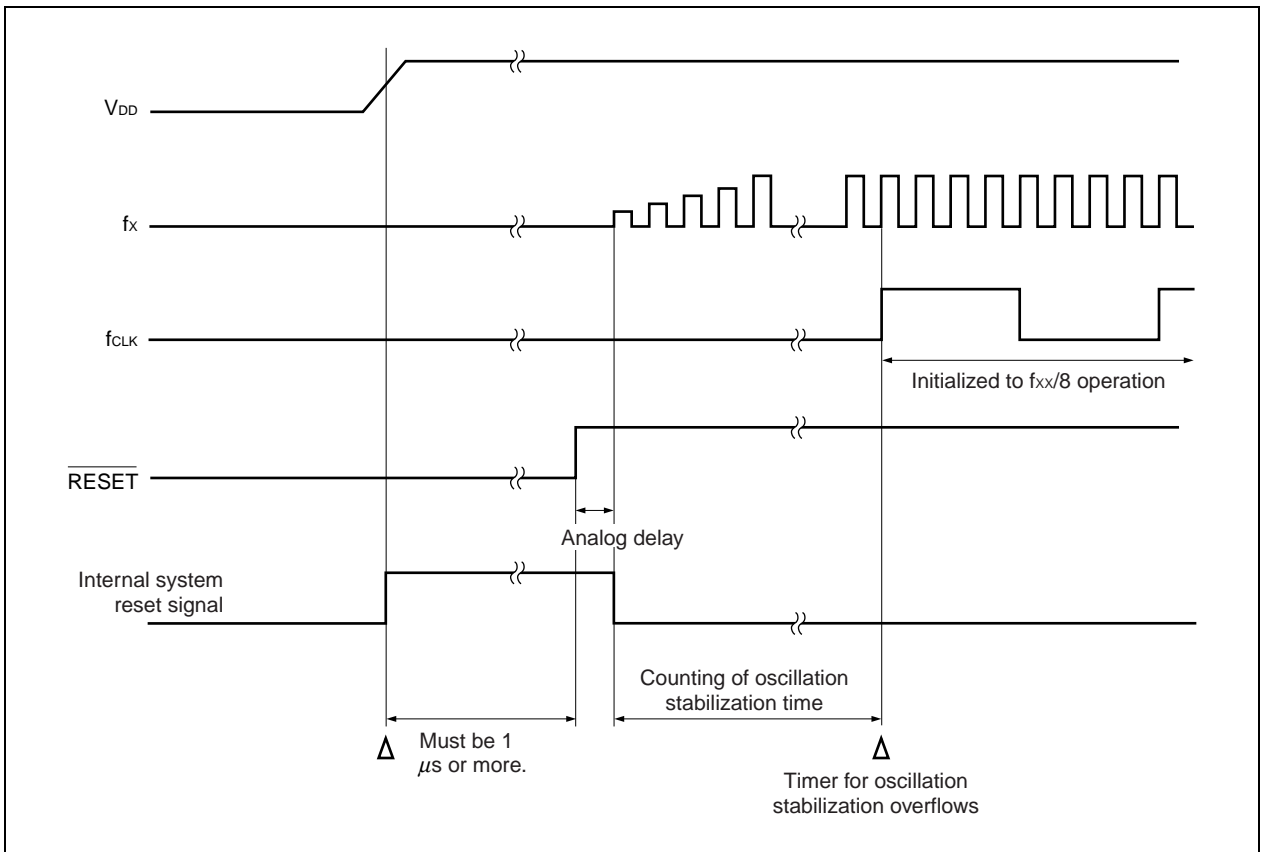 VDD
fX
fCLK
Initialized to fXX/8 operation
RESET
Analog delay
Internal system
reset signal
Counting of oscillation
stabilization time
Must be 1
μs or more.
Timer for oscillation
stabilization overflows